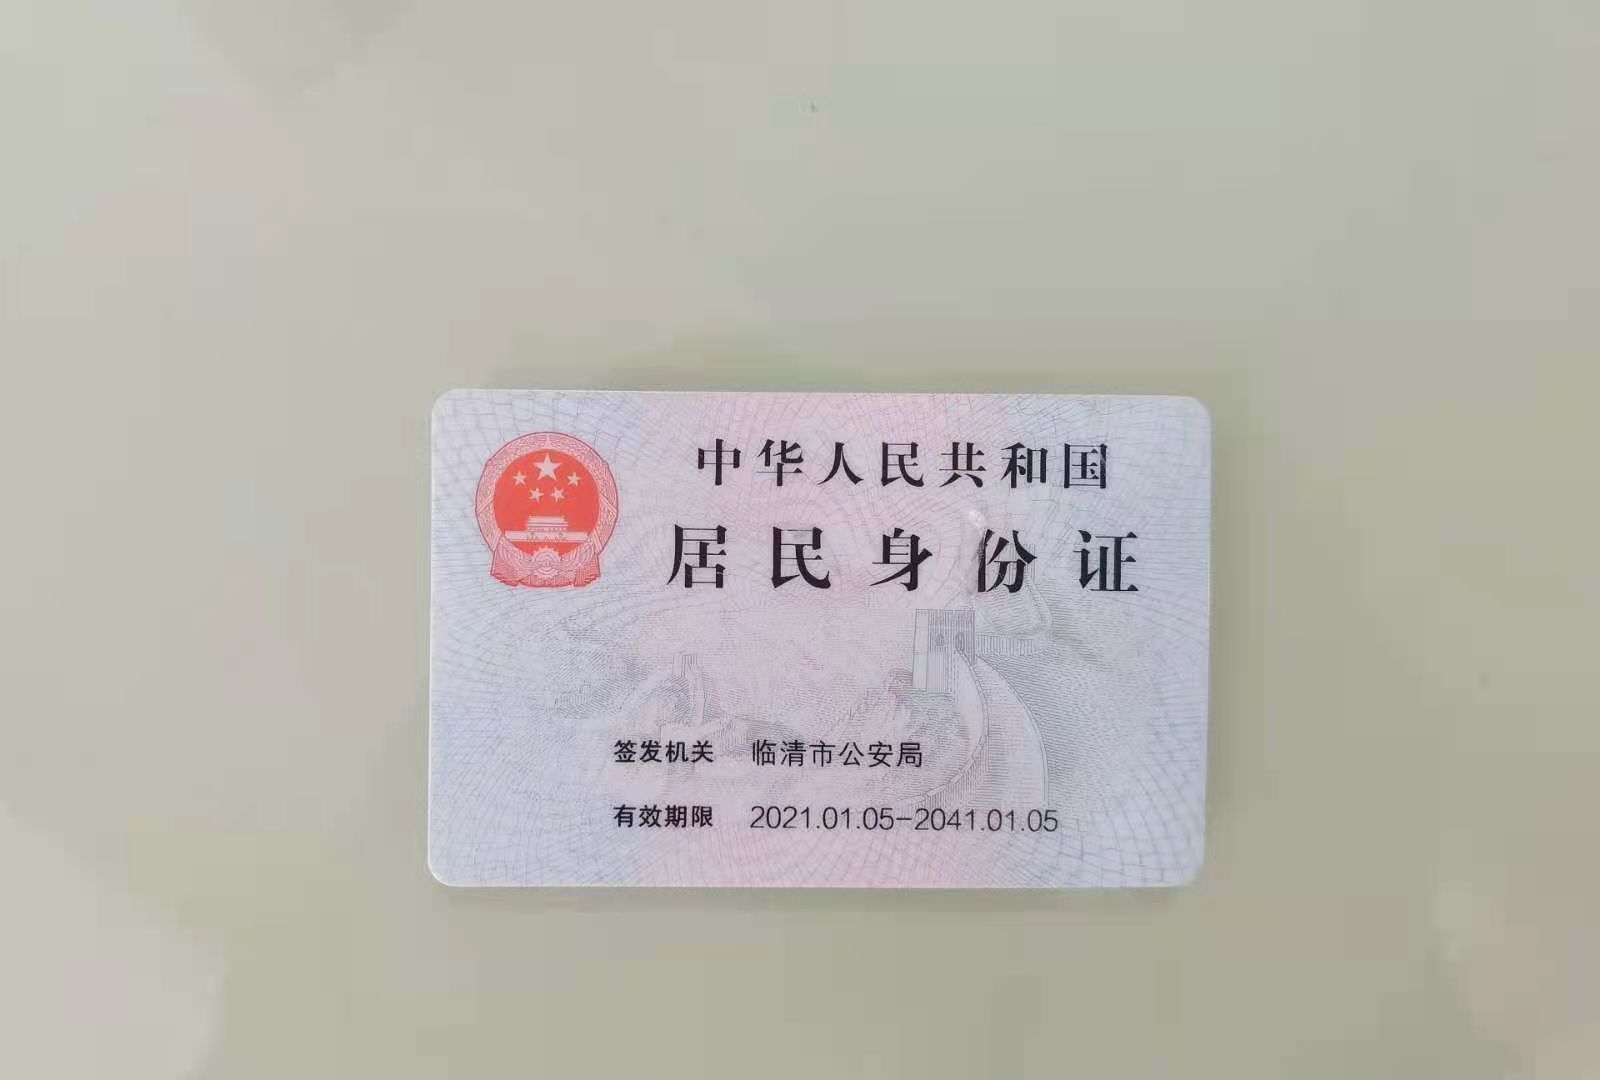 中华人民共和国
居民身份证
签发机关 临清市公安局
有效期限 2021.01.05-2041.01.05